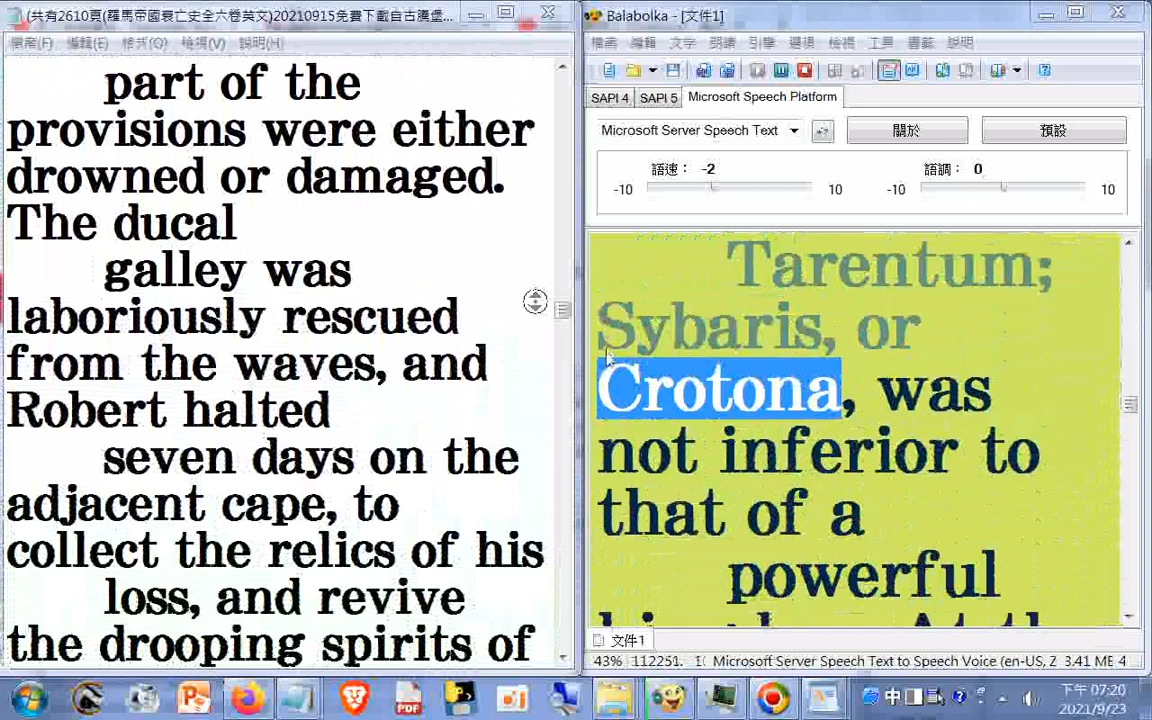 (共有2610頁(羅馬帝國衰亡史全六卷英文)20210915免費下載自古騰堡...
檔案(F) 編輯(E) 格式(O) 檢視(V) 說明(H)
part of the
provisions were either
drowned or damaged.
The ducal
galley was
laboriously rescued
from the waves, and
Robert halted
seven days on the
adjacent cape, to
collect the relics of his
loss, and revive
the drooping spirits of
Balabolka - [文件1]
檔案 編輯 文字 朗讀 引擎 選項 檢視 工具 書籤 說明
SAPI 4 SAPI 5 Microsoft Speech Platform
Microsoft Server Speech Text 關於 預設
語速： -2 語調： 0
-10 10 -10 10
Tarentum;
Sybaris, or
Crotona, was
not inferior to
that of a
powerful
文件1
43% 112251. Microsoft Server Speech Text to Speech Voice (en-US, Z 3.41 ME 4
中
下午 07:20
2021/9/23